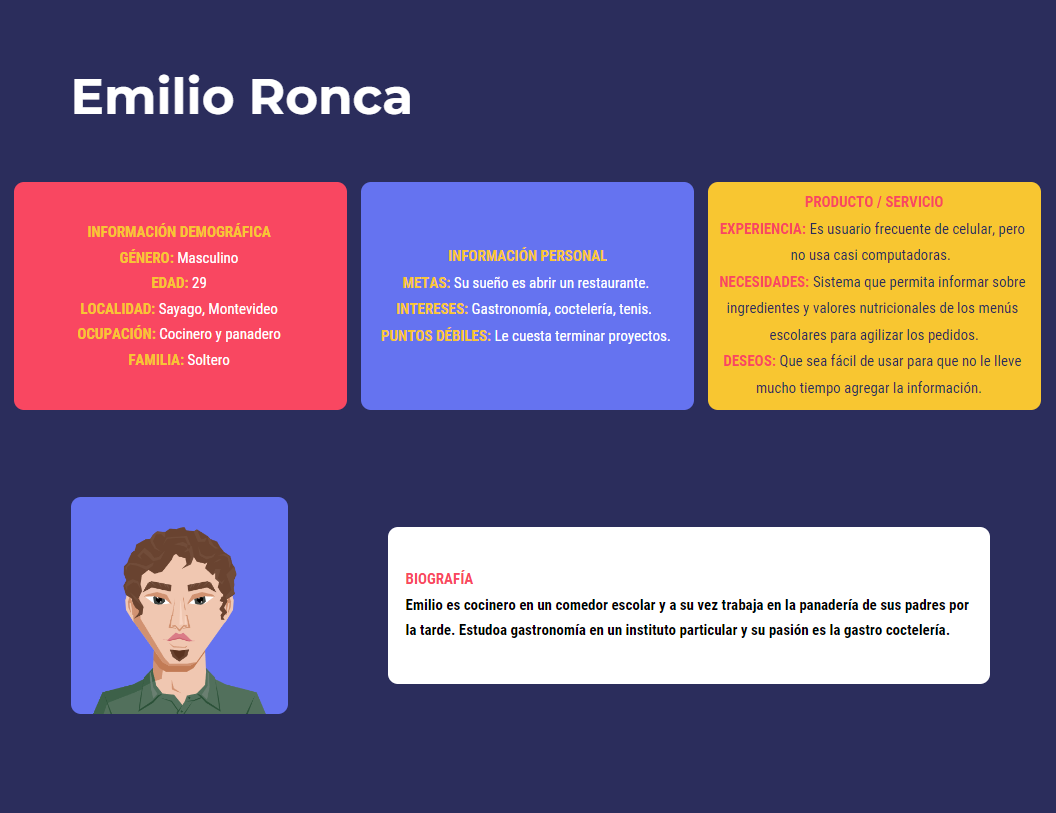 Emilio Ronca
INFORMACIÓN DEMOGRÁFICA
GÉNERO: Masculino
EDAD: 29
LOCALIDAD: Sayago, Montevideo
OCUPACIÓN: Cocinero y panadero
FAMILIA: Soltero
INFORMACIÓN PERSONAL
METAS: Su sueño es abrir un restaurante.
INTERESES: Gastronomía, coctelería, tenis.
PUNTOS DÉBILES: Le cuesta terminar proyectos.
PRODUCTO / SERVICIO
EXPERIENCIA: Es usuario frecuente de celular, pero
no usa casi computadoras.
NECESIDADES: Sistema que permita informar sobre
ingredientes y valores nutricionales de los menús
escolares para agilizar los pedidos.
DESEOS: Que sea fácil de usar para que no le lleve
mucho tiempo agregar la información.
BIOGRAFÍA
Emilio es cocinero en un comedor escolar y a su vez trabaja en la panadería de sus padres por
la tarde. Estudoa gastronomía en un instituto particular y su pasión es la gastro coctelería.